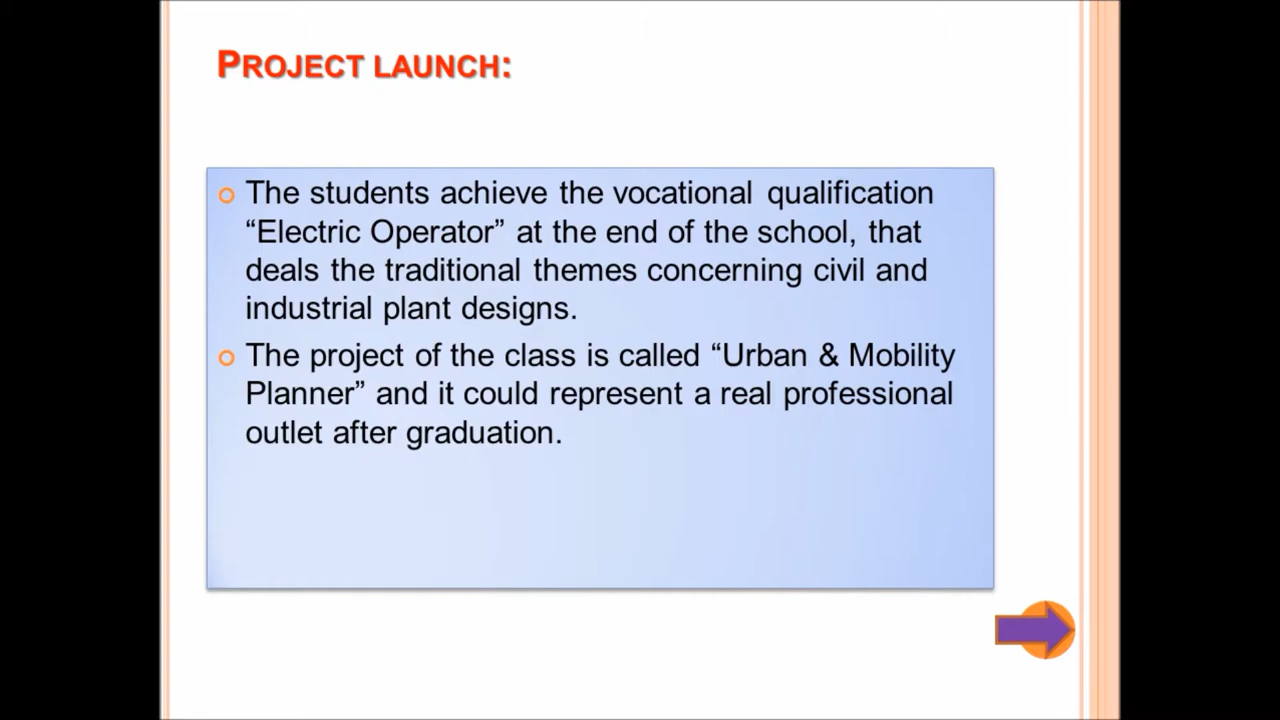 PROJECT LAUNCH:
The students achieve the vocational qualification
“Electric Operator” at the end of the school, that
deals the traditional themes concerning civil and
industrial plant designs.
The project of the class is called “Urban & Mobility
Planner” and it could represent a real professional
outlet after graduation.